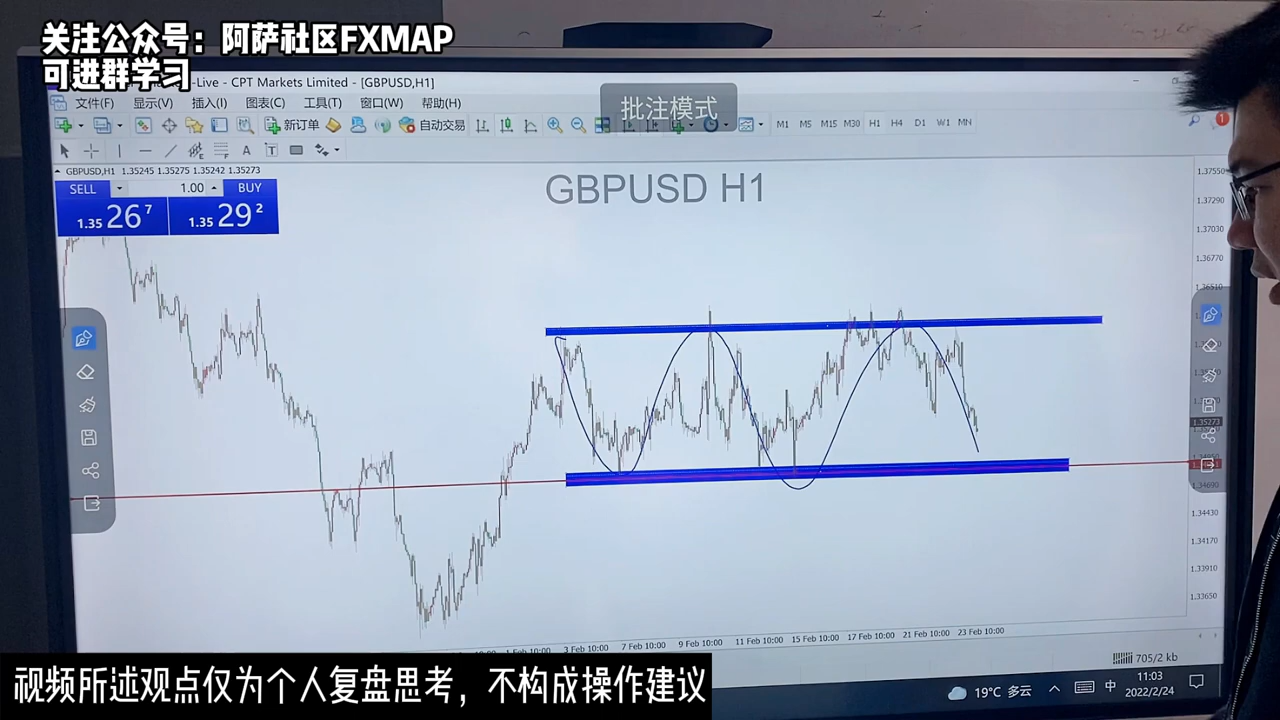 关注公众号：阿萨社区FXMAP
可进群学习
-Live - CPT Markets Limited - [GBPUSD,H1]
文件(F) 显示(V) 插入(I) 图表(C) 工具(T) 窗口(W) 帮助(H)
批注模式
新订单 自动交易 M1 M5 M15 M30 H1 H4 D1 W1 MN
1
A T
GBPUSD,H1 1.35245 1.35275 1.35242 1.35273
SELL 1.00 BUY
1.35 26 7 1.35 29 2
GBPUSD H1
1.37550
1.37290
1.37030
1.36770
1.36510
1.35273
1.34690
1.34430
1.34170
1.33910
1.33650
3 Feb 10:00 7 Feb 10:00 9 Feb 10:00 11 Feb 10:00 15 Feb 10:00 17 Feb 10:00 21 Feb 10:00 23 Feb 10:00
705/2 kb
19°C 多云 中 11:03
2022/2/24
视频所述观点仅为个人复盘思考，不构成操作建议